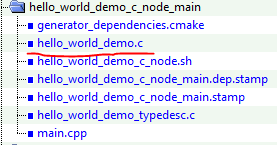 hello_world_demo_c_node_main
generator_dependencies.cmake
hello_world_demo.c
hello_world_demo_c_node.sh
hello_world_demo_c_node_main.dep.stamp
hello_world_demo_c_node_main.stamp
hello_world_demo_typedesc.c
main.cpp